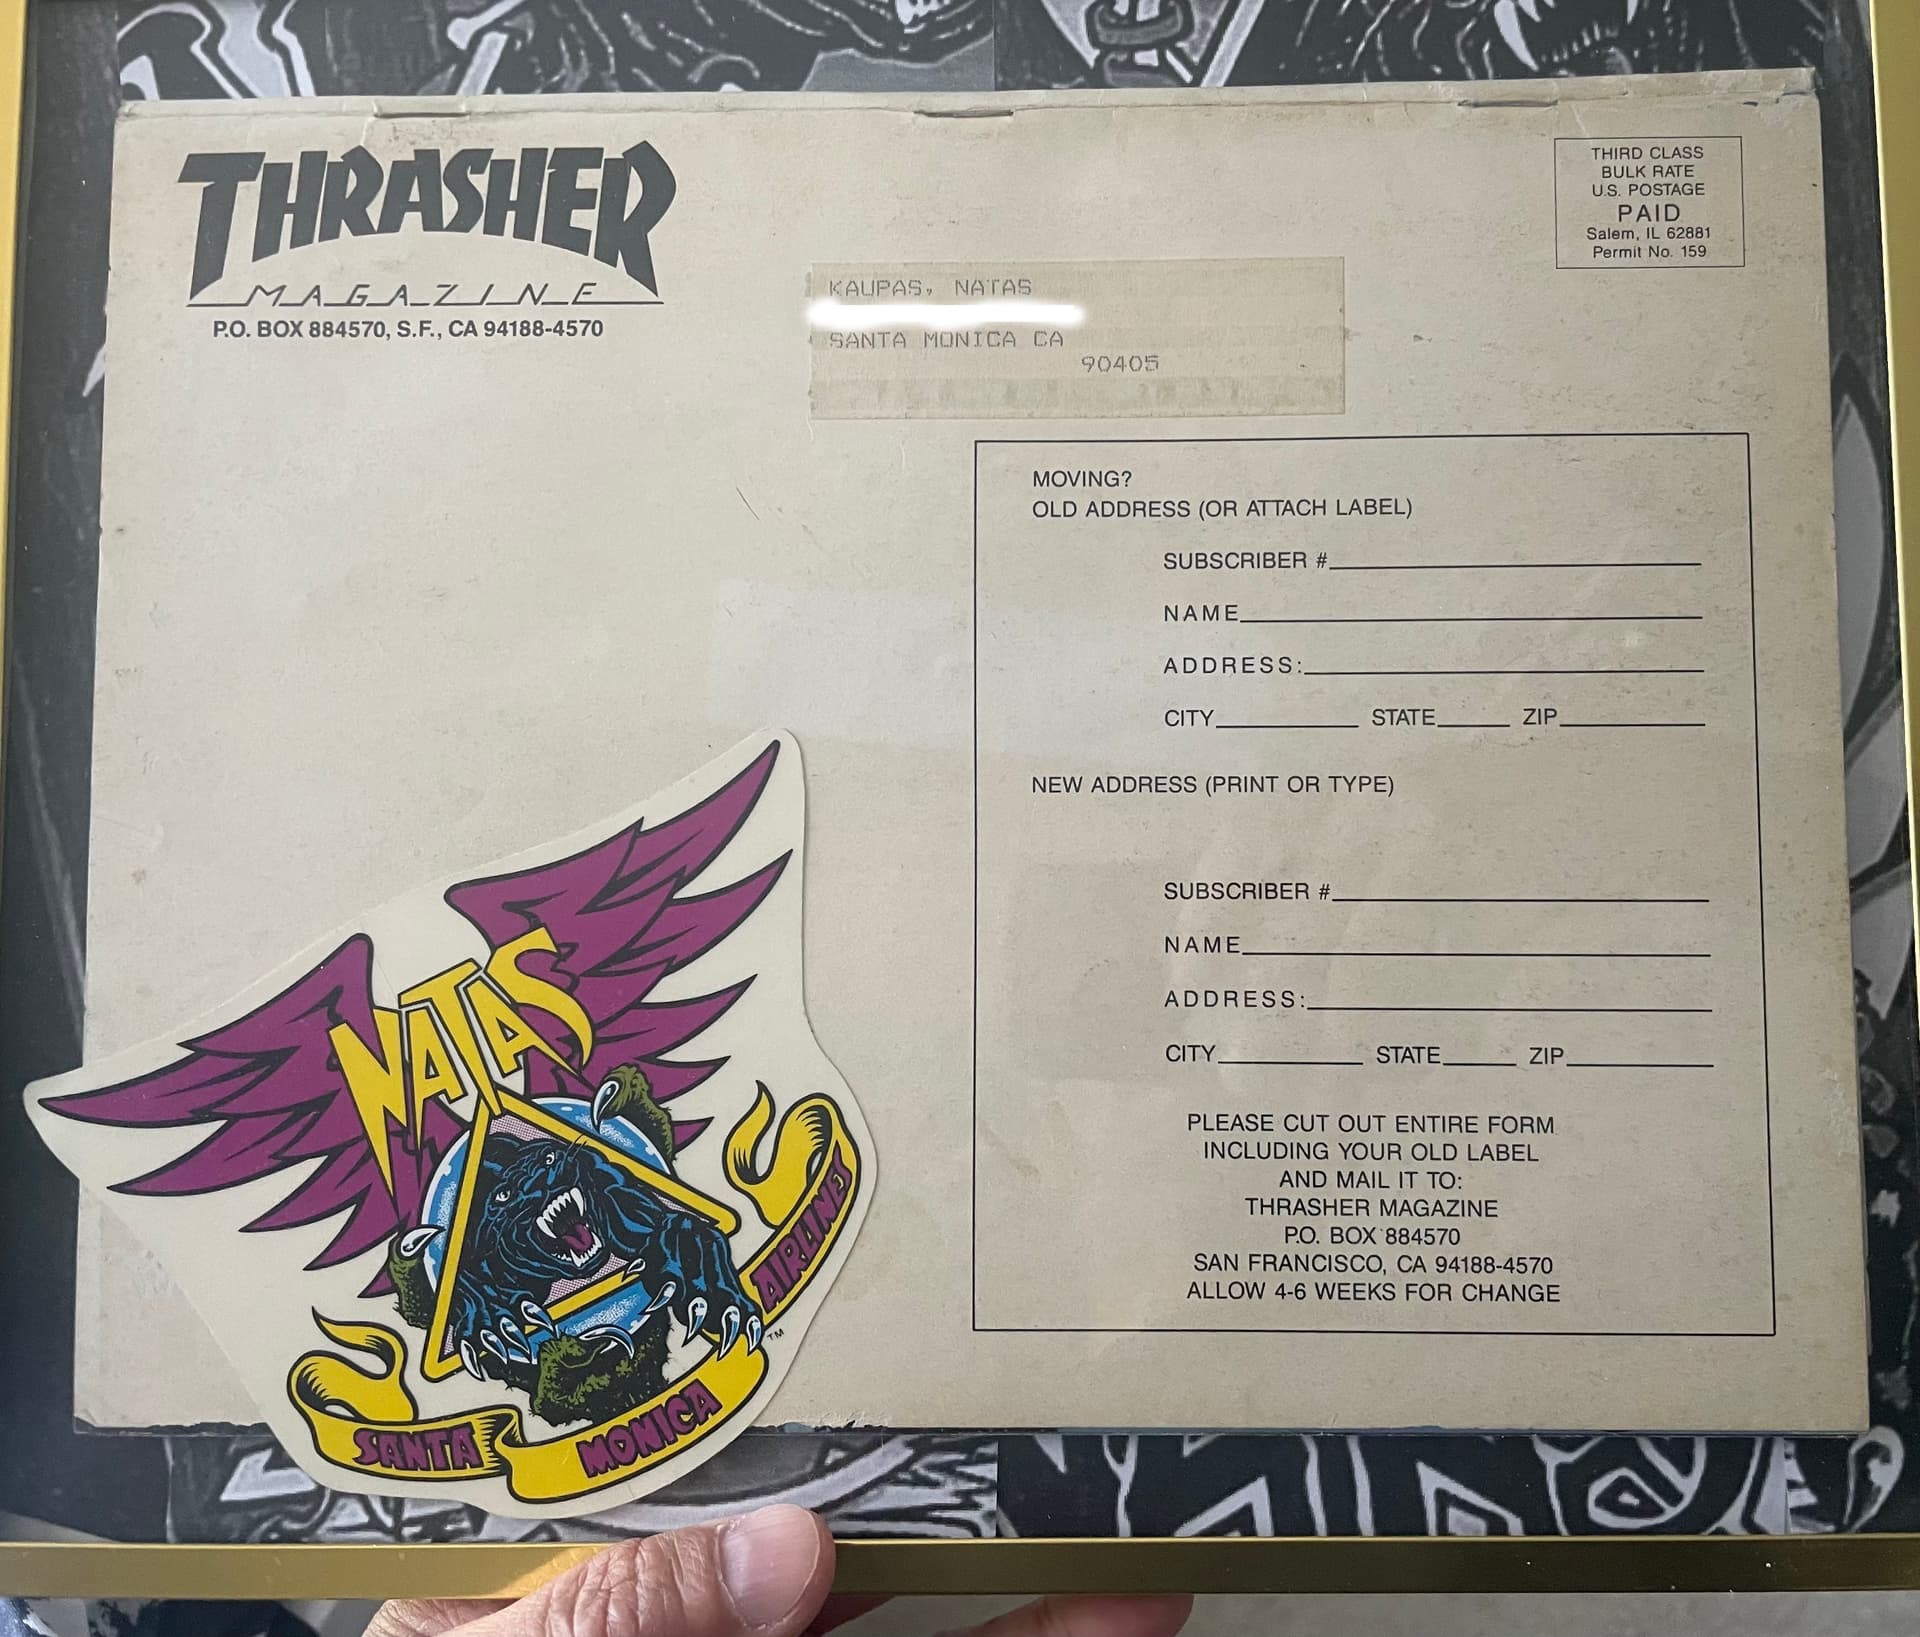 THRASHER
MAGAZINE
P.O. BOX 884570, S.F., CA 94188-4570
THIRD CLASS
BULK RATE
U.S. POSTAGE
PAID
Salem, IL 62881
Permit No. 159
KAUPAS, NATAS
SANTA MONICA CA
90405
MOVING?
OLD ADDRESS (OR ATTACH LABEL)
SUBSCRIBER #
NAME
ADDRESS:
CITY STATE ZIP
NEW ADDRESS (PRINT OR TYPE)
SUBSCRIBER #
NAME
ADDRESS:
CITY STATE ZIP
PLEASE CUT OUT ENTIRE FORM
INCLUDING YOUR OLD LABEL
AND MAIL IT TO:
THRASHER MAGAZINE
P.O. BOX 884570
SAN FRANCISCO, CA 94188-4570
ALLOW 4-6 WEEKS FOR CHANGE
NATAS
SANTA MONICA AIRLINES
TM